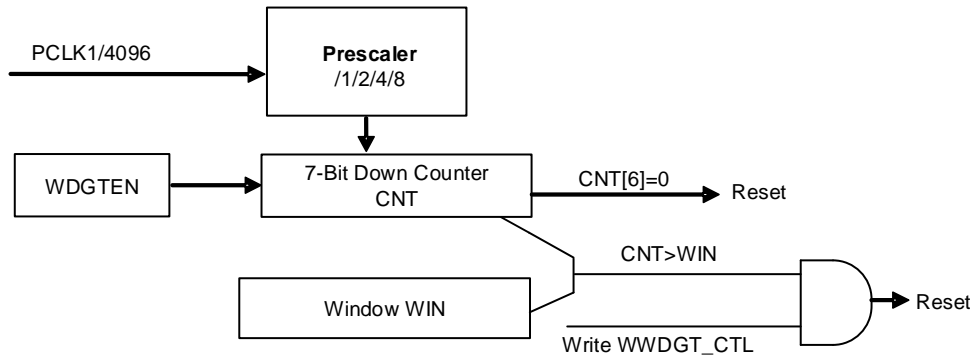 PCLK1/4096
Prescaler
/1/2/4/8
WDGTEN
7-Bit Down Counter
CNT
CNT[6]=0
Reset
CNT>WIN
Window WIN
Reset
Write WWDGT_CTL